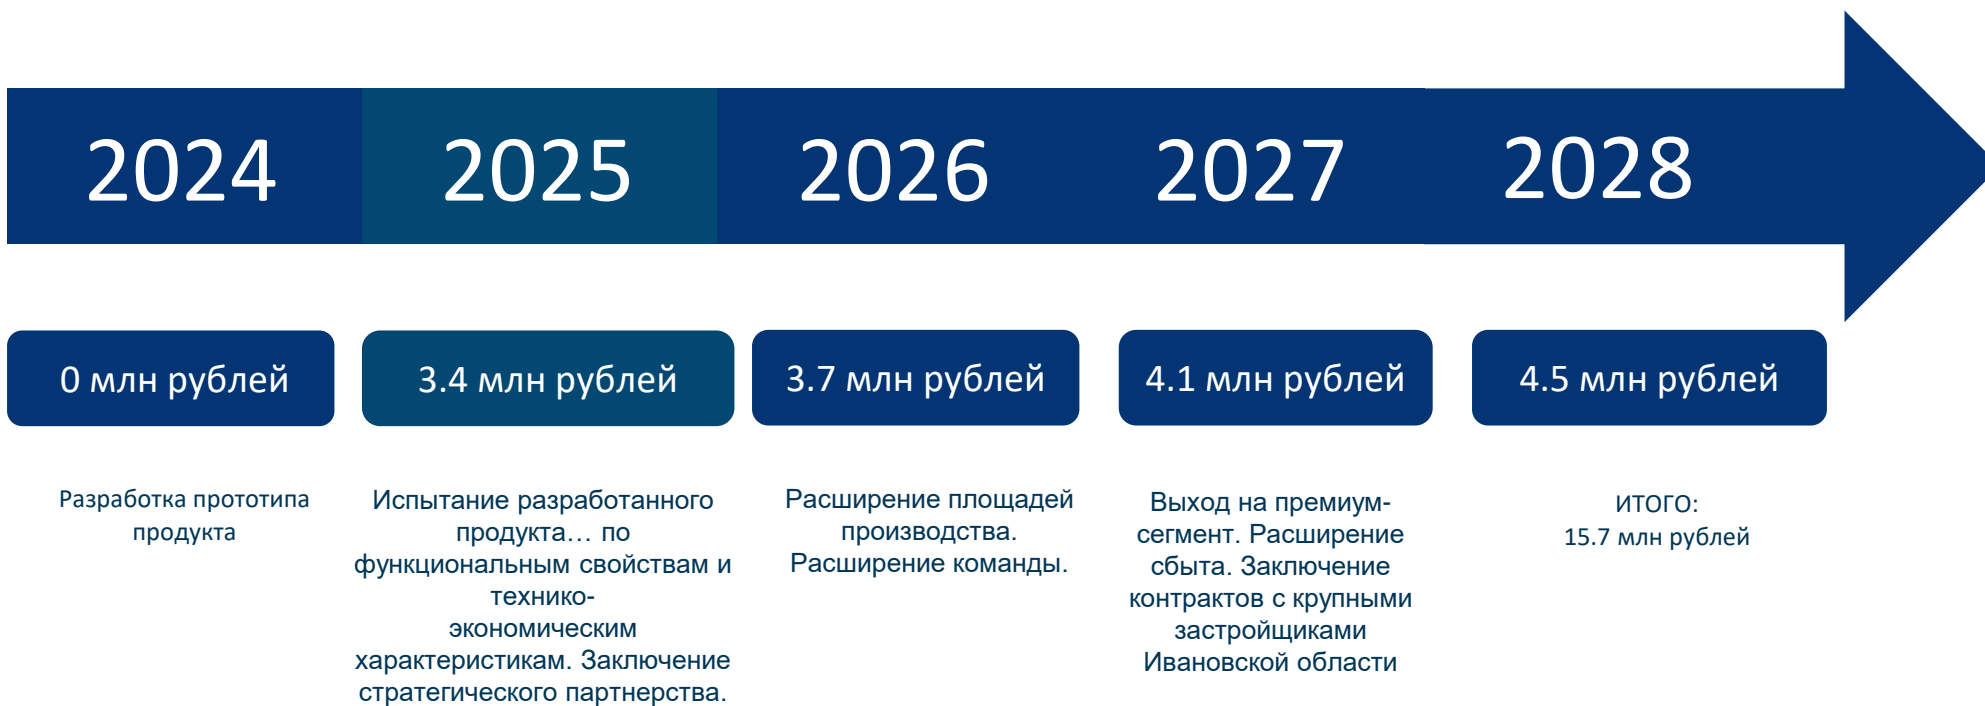 2024
2025
2026
2027
2028
0 млн рублей
3.4 млн рублей
3.7 млн рублей
4.1 млн рублей
4.5 млн рублей
Разработка прототипа
продукта
Испытание разработанного
продукта… по
функциональным свойствам и
технико-
экономическим
характеристикам. Заключение
стратегического партнерства.
Расширение площадей
производства.
Расширение команды.
Выход на премиум-
сегмент. Расширение
сбыта. Заключение
контрактов с крупными
застройщиками
Ивановской области
ИТОГО:
15.7 млн рублей